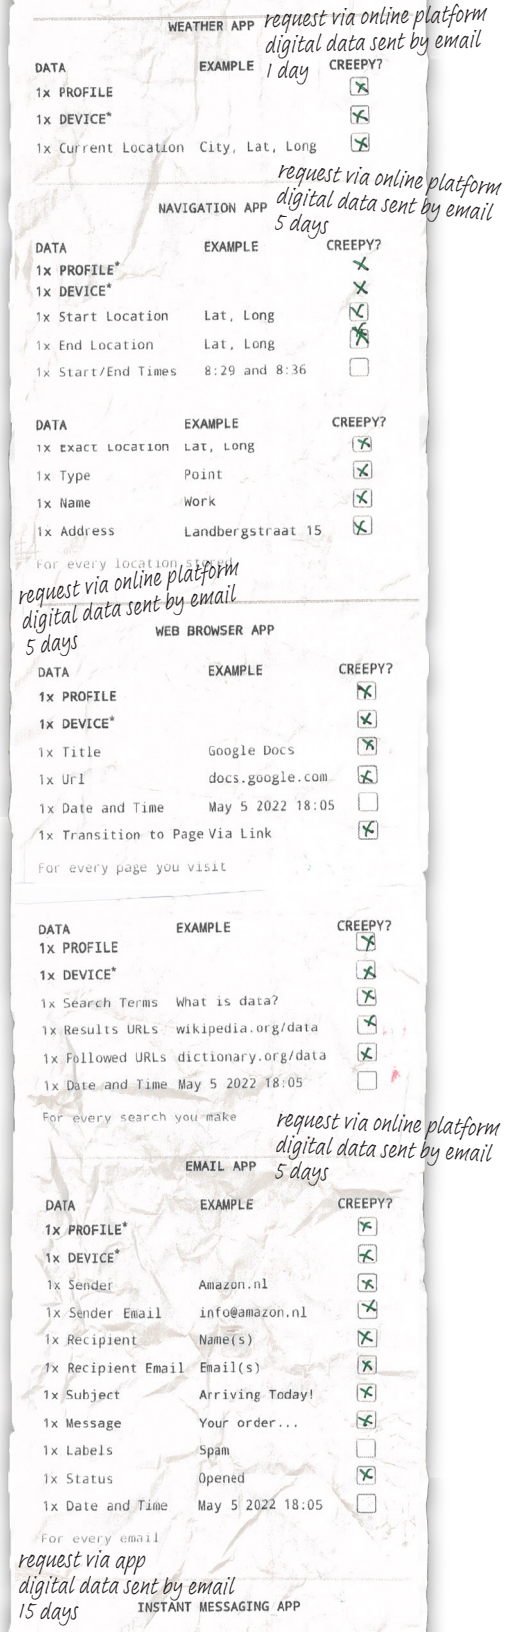 request via online platform
WEATHER APP digital data sent by email
DATA EXAMPLE 1 day CREEPY?
1x PROFILE
1x DEVICE*
1x Current Location City, Lat, Long
request via online platform
NAVIGATION APP digital data sent by email
5 days
DATA EXAMPLE CREEPY?
1x PROFILE*
1x DEVICE*
1x Start Location Lat, Long
1x End Location Lat, Long
1x Start/End Times 8:29 and 8:36
DATA EXAMPLE CREEPY?
1x Exact Location Lat, Long
1x Type Point
1x Name Work
1x Address Landbergstraat 15
For every location stored
request via online platform
digital data sent by email
5 days
WEB BROWSER APP
DATA EXAMPLE CREEPY?
1x PROFILE
1x DEVICE*
1x Title Google Docs
1x Url docs.google.com
1x Date and Time May 5 2022 18:05
1x Transition to Page Via Link
For every page you visit
DATA EXAMPLE CREEPY?
1x PROFILE
1x DEVICE*
1x Search Terms What is data?
1x Results URLs wikipedia.org/data
1x Followed URLs dictionary.org/data
1x Date and Time May 5 2022 18:05
For every search you make
request via online platform
digital data sent by email
EMAIL APP 5 days
DATA EXAMPLE CREEPY?
1x PROFILE*
1x DEVICE*
1x Sender Amazon.nl
1x Sender Email info@amazon.nl
1x Recipient Name(s)
1x Recipient Email Email(s)
1x Subject Arriving Today!
1x Message Your order...
1x Labels Spam
1x Status Opened
1x Date and Time May 5 2022 18:05
For every email
request via app
digital data sent by email
15 days INSTANT MESSAGING APP